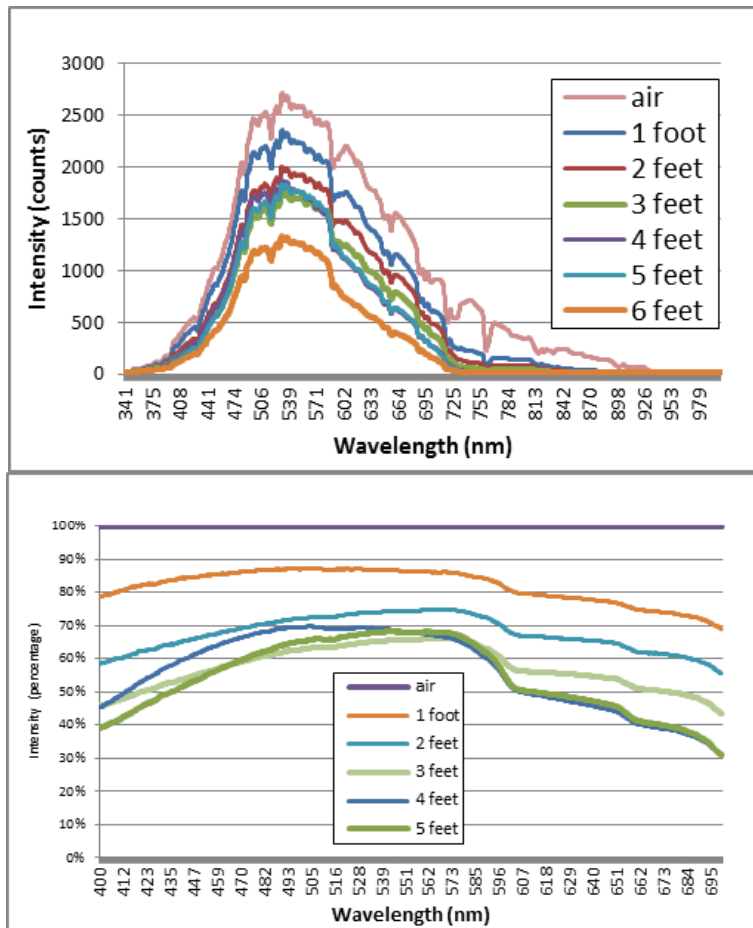 3000
2500
2000
1500
1000
500
0
Intensity (counts)
air
1 foot
2 feet
3 feet
4 feet
5 feet
6 feet
341 375 408 441 474 506 539 571 602 633 664 695 725 755 784 813 842 870 898 926 953 979
Wavelength (nm)
100%
90%
80%
70%
60%
50%
40%
30%
20%
10%
0%
Intensity (percentage)
air
1 foot
2 feet
3 feet
4 feet
5 feet
400 412 423 435 447 459 470 482 493 505 516 528 539 551 562 573 585 596 607 618 629 640 651 662 673 684 695
Wavelength (nm)